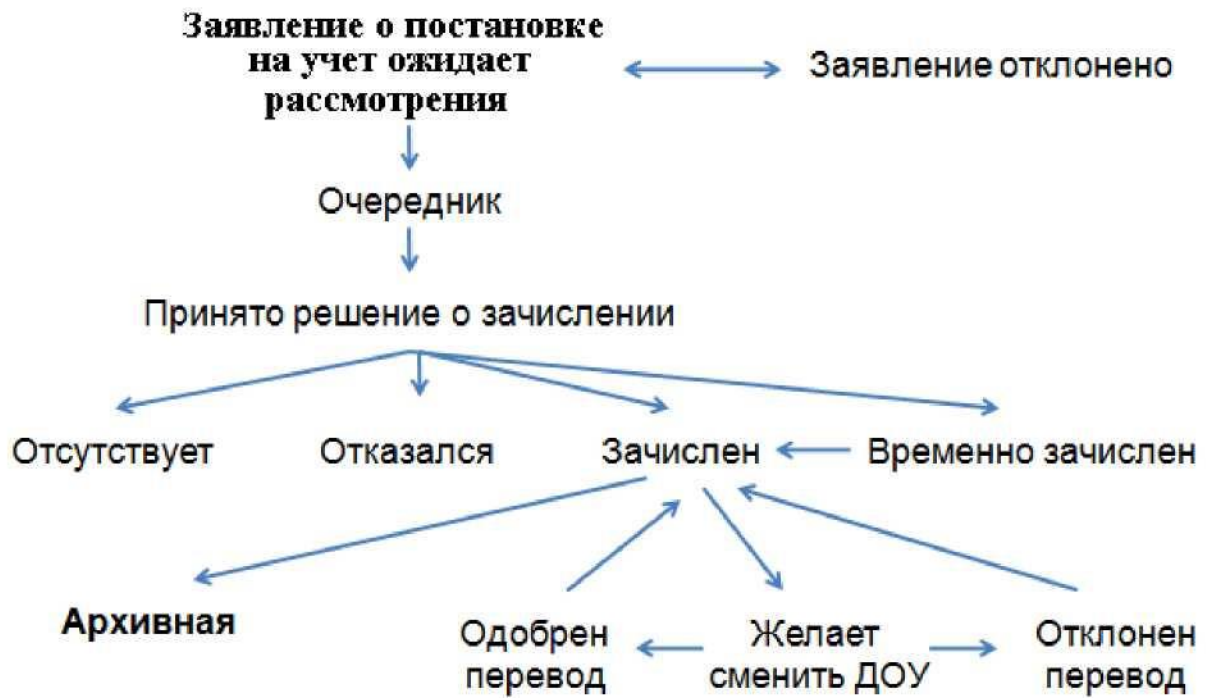 Заявление о постановке
на учет ожидает
рассмотрения
Заявление отклонено
Очередник
Принято решение о зачислении
Отсутствует
Отказался
Зачислен
Временно зачислен
Архивная
Одобрен
перевод
Желает
сменить ДОУ
Отклонен
перевод